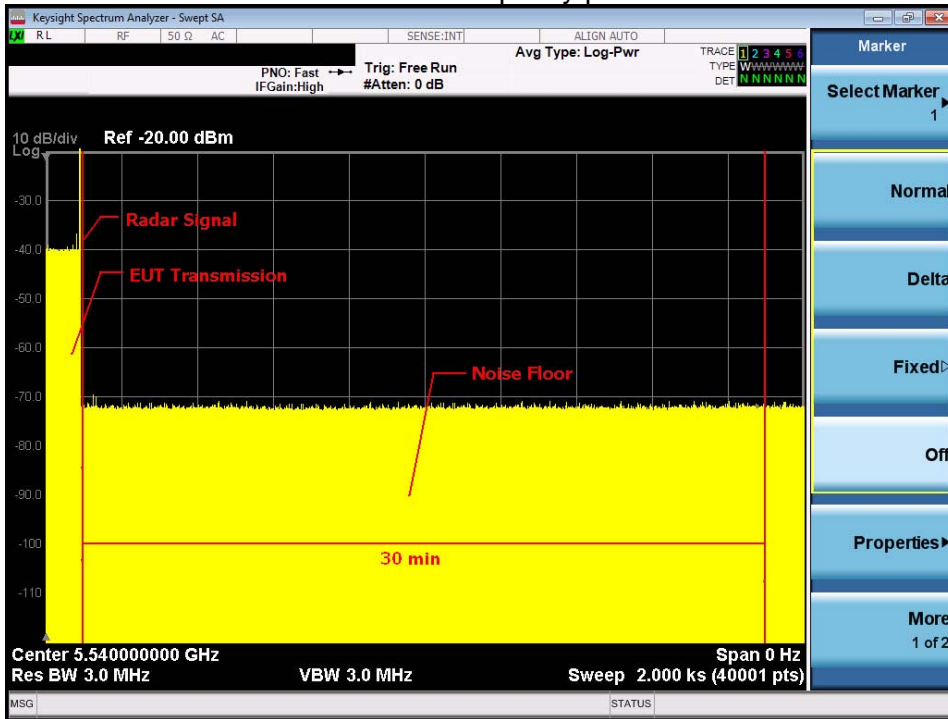 Keysight Spectrum Analyzer - Swept SA
LXI RL RF 50 Ω AC SENSE:INT ALIGN AUTO
Avg Type: Log-Pwr
TRACE 1 2 3 4 5 6
TYPE WWWWWW
DET N N N N N N
PNO: Fast
IFGain:High
Trig: Free Run
#Atten: 0 dB
10 dB/div
Log
Ref -20.00 dBm
-30.0
-40.0
-50.0
-60.0
-70.0
-80.0
-90.0
-100
-110
Radar Signal
EUT Transmission
Noise Floor
30 min
Center 5.540000000 GHz
Span 0 Hz
Res BW 3.0 MHz
VBW 3.0 MHz
Sweep 2.000 ks (40001 pts)
MSG
STATUS
Marker
Select Marker
1
Normal
Delta
Fixed
Off
Properties
More
1 of 2